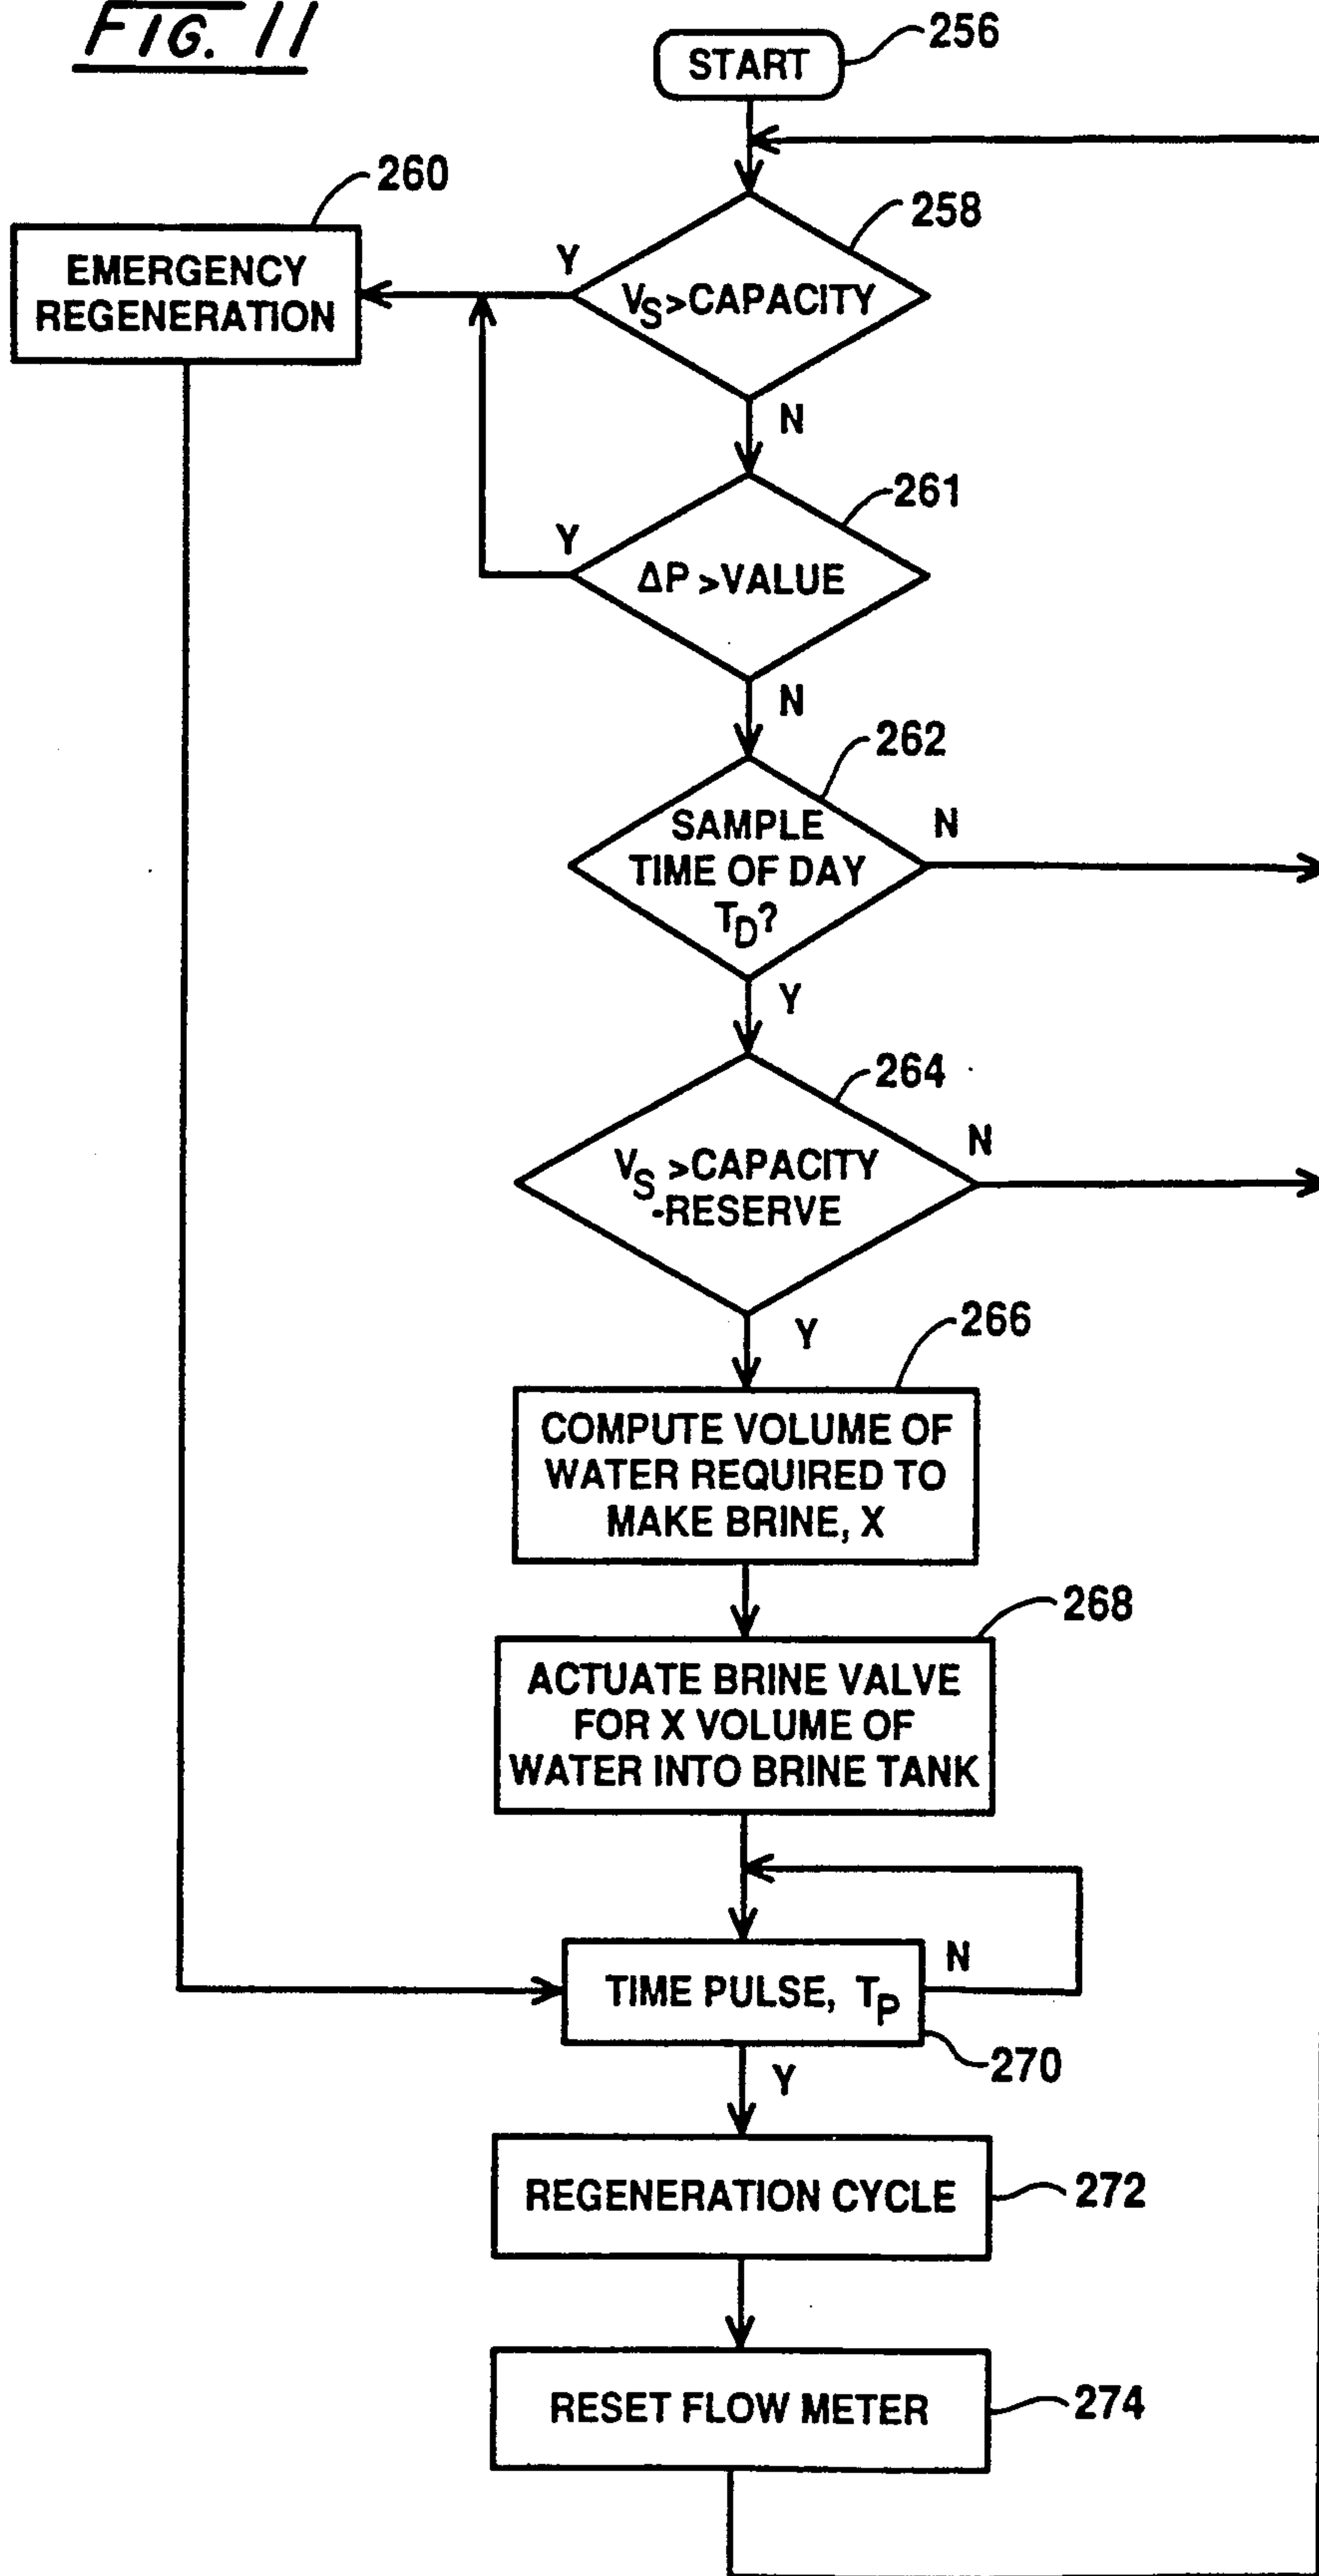 FIG. 11
START
256
260
258
EMERGENCY
REGENERATION
Y
VS>CAPACITY
N
261
Y
ΔP >VALUE
N
262
SAMPLE
TIME OF DAY
TD?
N
Y
264
VS >CAPACITY
-RESERVE
N
Y
266
COMPUTE VOLUME OF
WATER REQUIRED TO
MAKE BRINE, X
268
ACTUATE BRINE VALVE
FOR X VOLUME OF
WATER INTO BRINE TANK
TIME PULSE, TP
N
270
Y
REGENERATION CYCLE
272
RESET FLOW METER
274